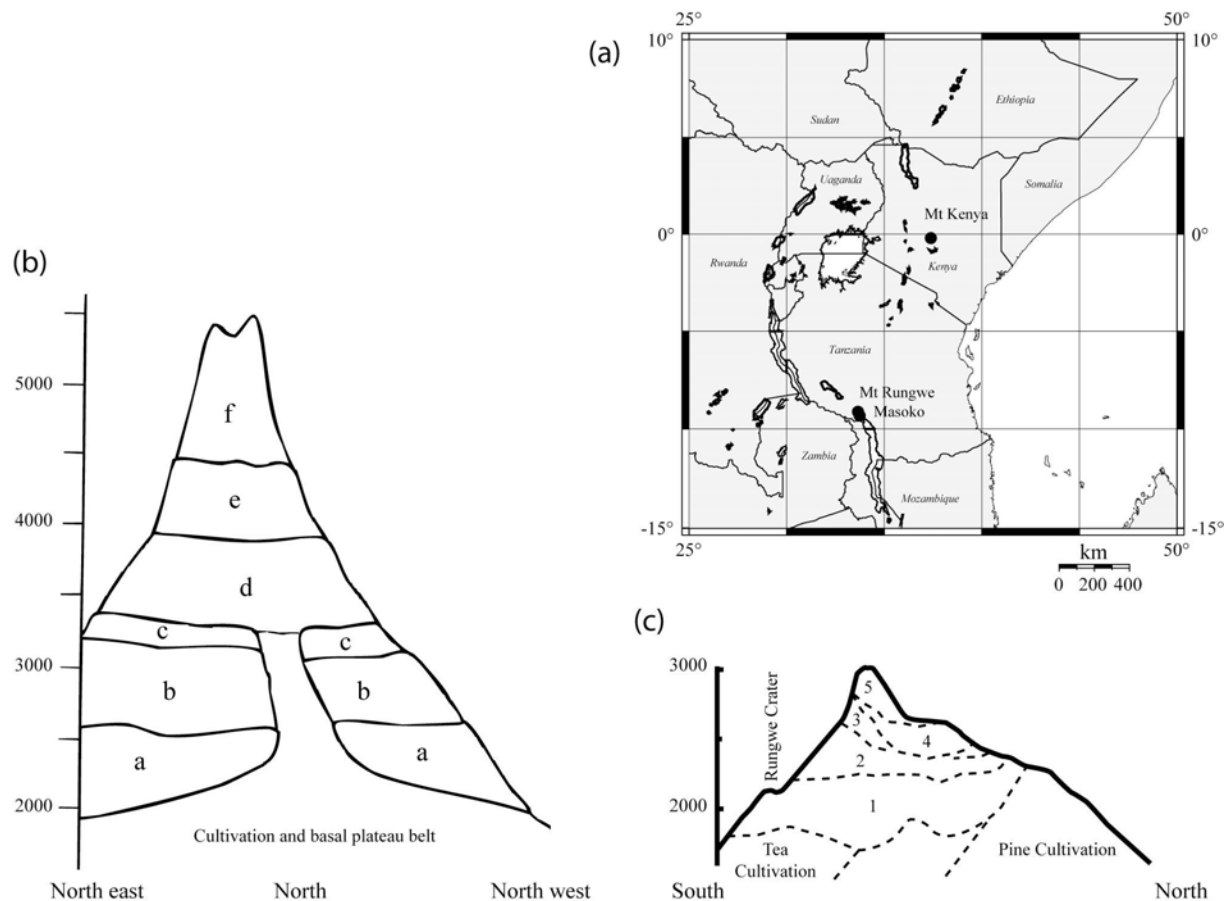 (a)
25°
50°
10°
10°
Ethiopia
Sudan
Somalia
Uaganda
Mt Kenya
0°
0°
Rwanda
Kenya
Tanzania
Mt Rungwe
Masoko
Zambia
Mozambique
-15°
-15°
25°
50°
km
0 200 400
(b)
5000
4000
3000
2000
f
e
d
c
c
b
b
a
a
Cultivation and basal plateau belt
North east
North
North west
(c)
3000
2000
Rungwe Crater
5
3
4
2
1
Tea
Cultivation
Pine Cultivation
South
North